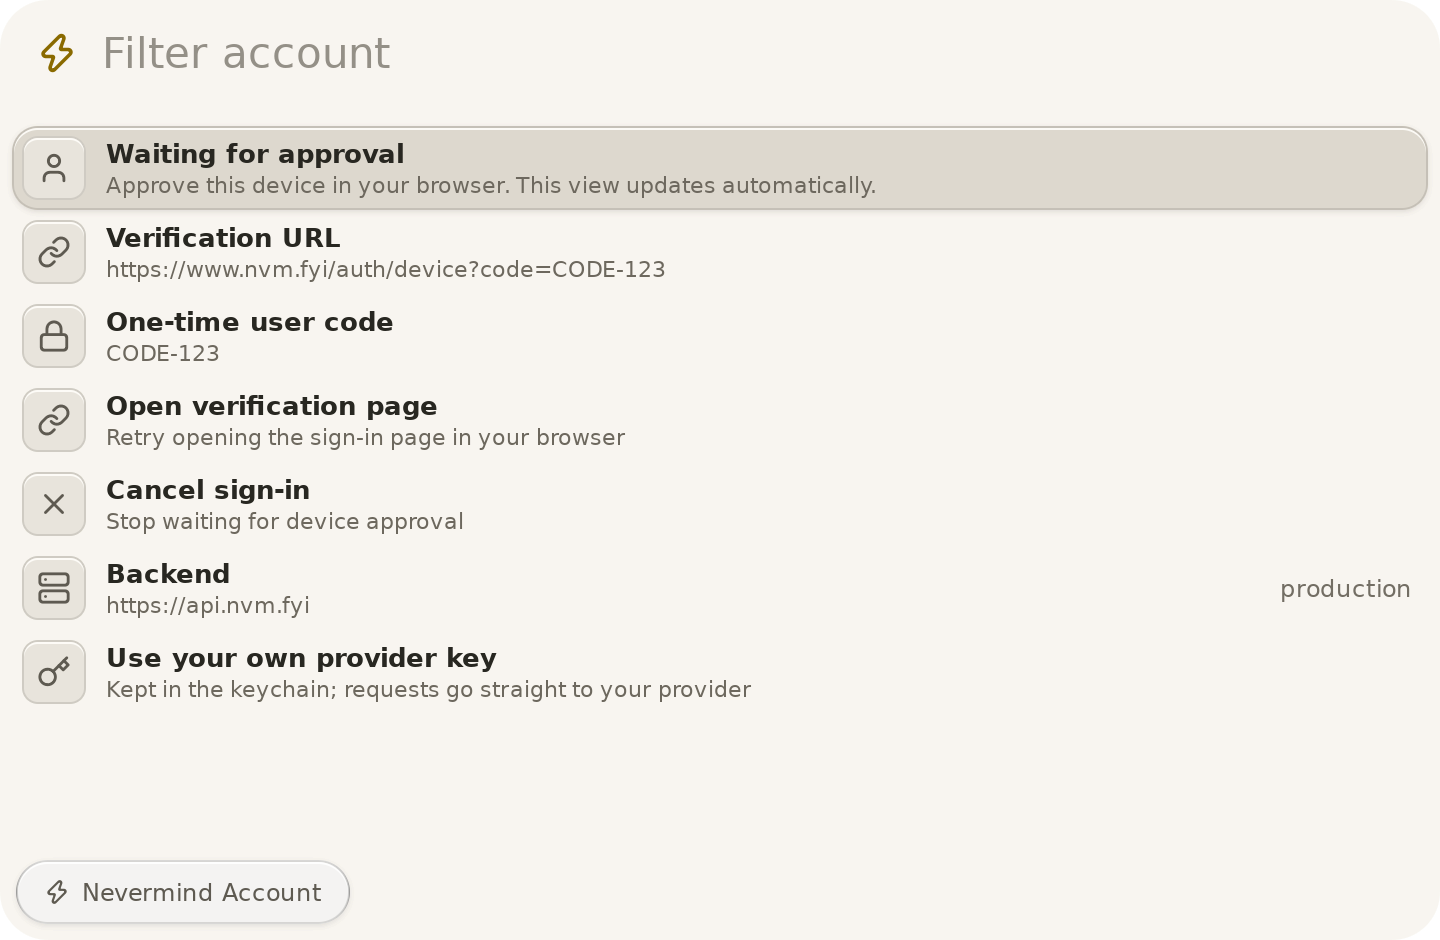 Filter account
Waiting for approval
Approve this device in your browser. This view updates automatically.
Verification URL
https://www.nvm.fyi/auth/device?code=CODE-123
One-time user code
CODE-123
Open verification page
Retry opening the sign-in page in your browser
Cancel sign-in
Stop waiting for device approval
Backend
https://api.nvm.fyi
production
Use your own provider key
Kept in the keychain; requests go straight to your provider
Nevermind Account